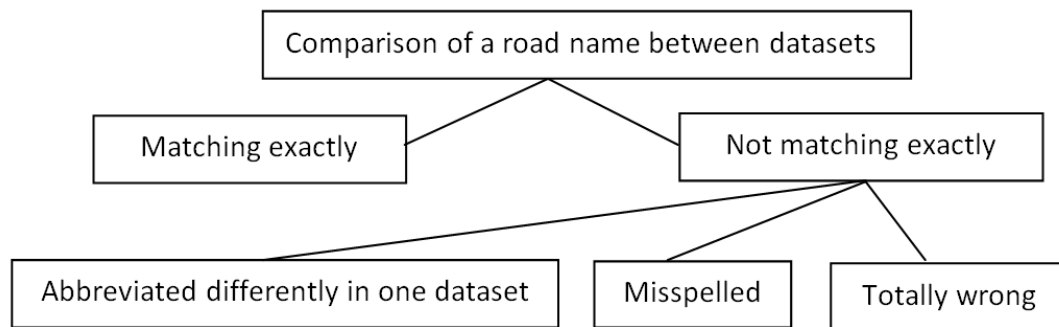 Comparison of a road name between datasets
Matching exactly
Not matching exactly
Abbreviated differently in one dataset
Misspelled
Totally wrong